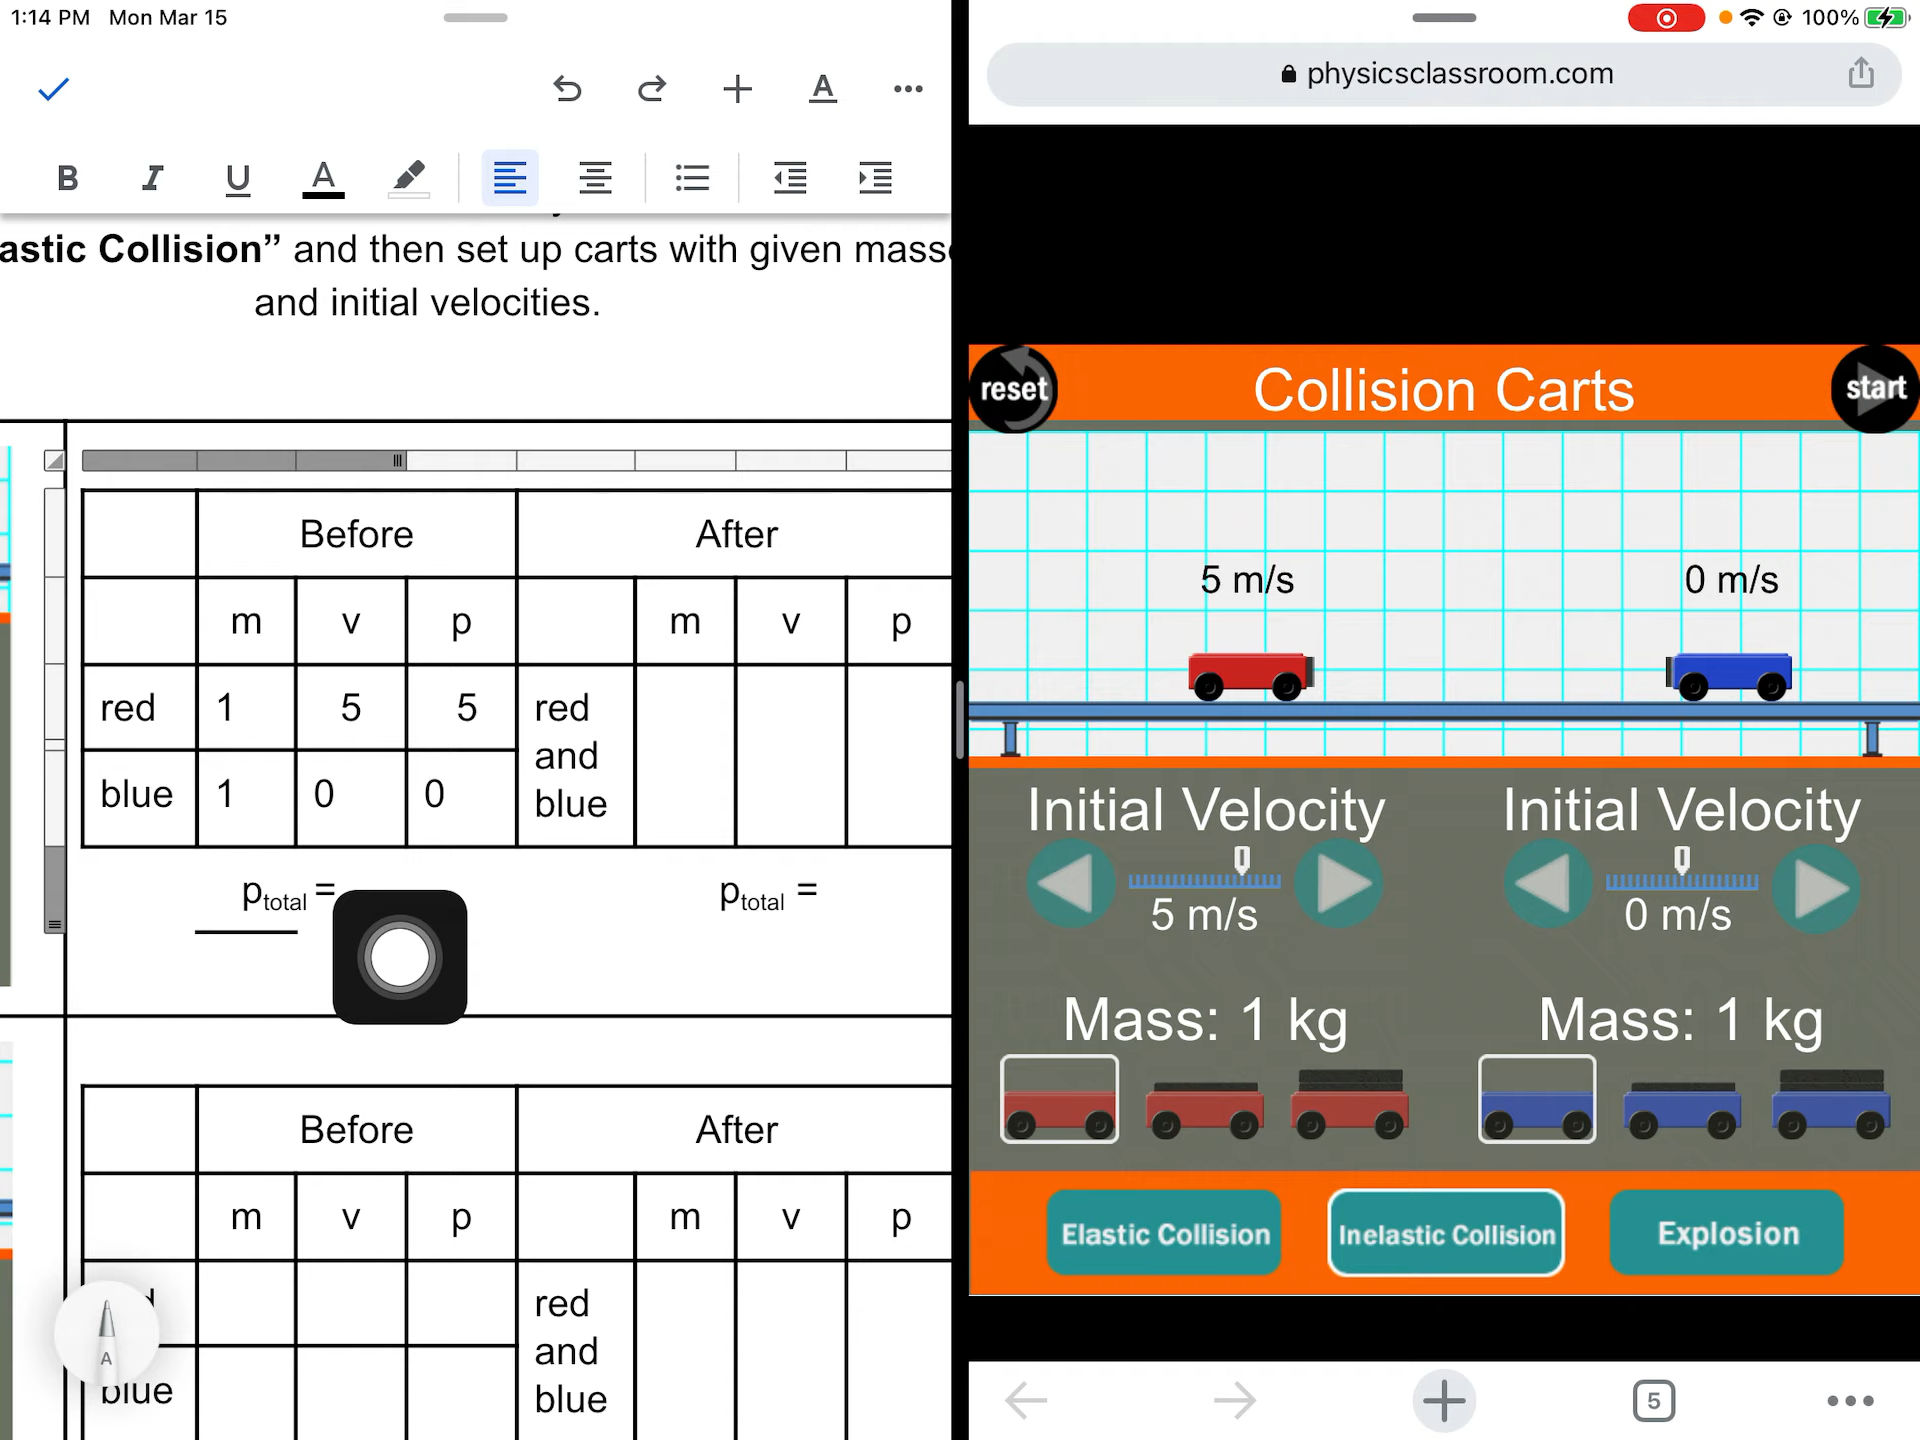 1:14 PM Mon Mar 15
100%
B I U A
astic Collision” and then set up carts with given mass
and initial velocities.
Before After
m v p m v p
red 1 5 5 red and blue
blue 1 0 0
ptotal = ptotal =
Before After
m v p m v p
red and blue
blue
A
physicsclassroom.com
reset Collision Carts start
5 m/s 0 m/s
Initial Velocity Initial Velocity
5 m/s 0 m/s
Mass: 1 kg Mass: 1 kg
Elastic Collision Inelastic Collision Explosion
5